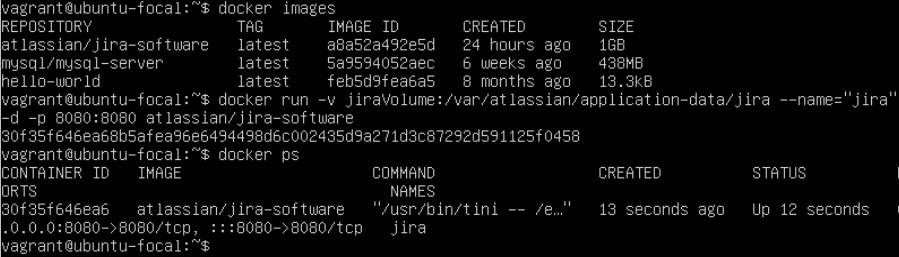 vagrant@ubuntu-focal:~$ docker images
REPOSITORY TAG IMAGE ID CREATED SIZE
atlassian/jira-software latest a8a52a492e5d 24 hours ago 1GB
mysql/mysql-server latest 5a9594052aec 6 weeks ago 438MB
hello-world latest feb5d9fea6a5 8 months ago 13.3kB
vagrant@ubuntu-focal:~$ docker run -v jiraVolume:/var/atlassian/application-data/jira --name="jira"
-d -p 8080:8080 atlassian/jira-software
30f35f646ea68b5afea96e6494498d6c002435d9a271d3c87292d591125f0458
vagrant@ubuntu-focal:~$ docker ps
CONTAINER ID IMAGE COMMAND CREATED STATUS
ORTS NAMES
30f35f646ea6 atlassian/jira-software "/usr/bin/tini -- /e…" 13 seconds ago Up 12 seconds
.0.0.0:8080->8080/tcp, :::8080->8080/tcp jira
vagrant@ubuntu-focal:~$